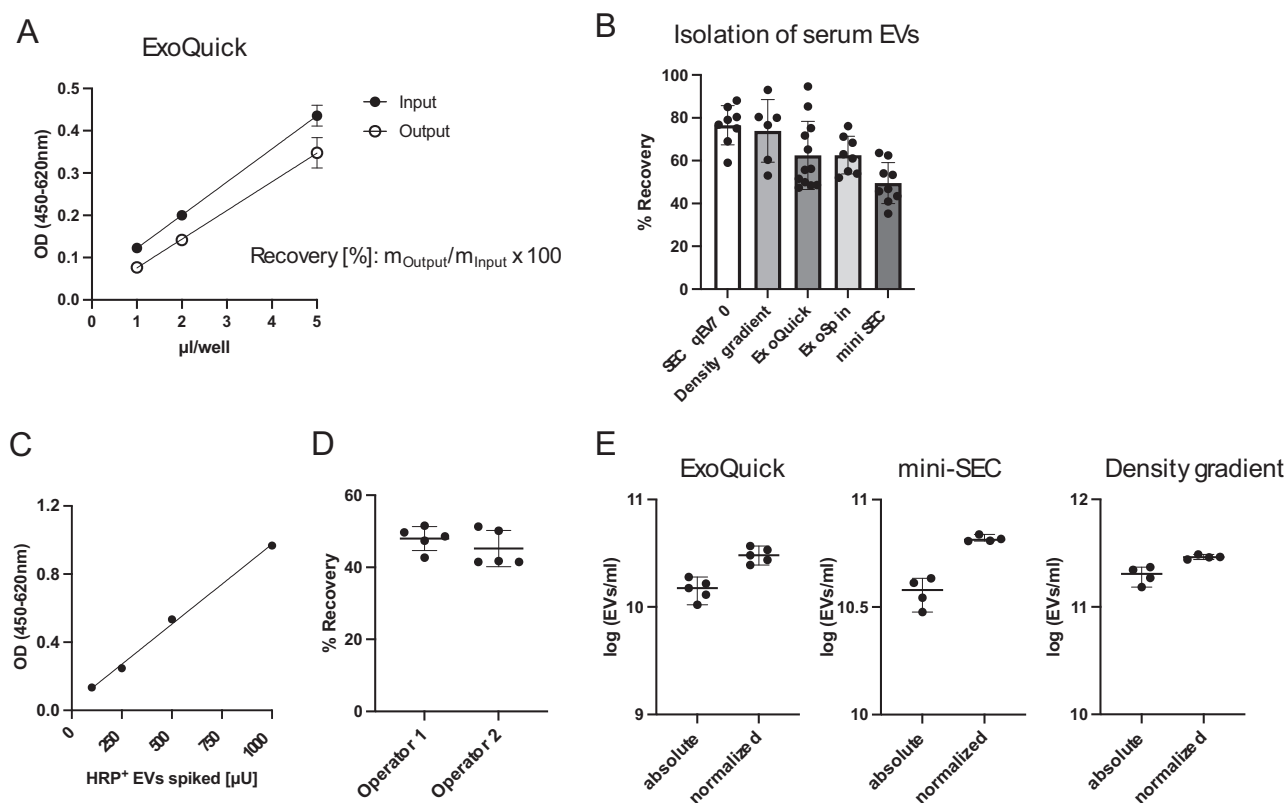 A
ExoQuick
OD (450-620nm)
0.5
0.4
0.3
0.2
0.1
0.0
0 1 2 3 4 5
µl/well
Input
Output
Recovery [%]: mOutput/mInput x 100
B
Isolation of serum EVs
% Recovery
100
80
60
40
20
0
SEC qEV70
Density gradient
ExoQuick
ExoSpin
mini SEC
C
OD (450-620nm)
1.2
0.9
0.6
0.3
0.0
0 250 500 750 1000
HRP+ EVs spiked [µU]
D
% Recovery
60
40
20
0
Operator 1
Operator 2
E
ExoQuick
log (EVs/ml)
11
10
9
absolute
normalized
mini-SEC
log (EVs/ml)
11
10.5
10
absolute
normalized
Density gradient
log (EVs/ml)
12
11
10
absolute
normalized